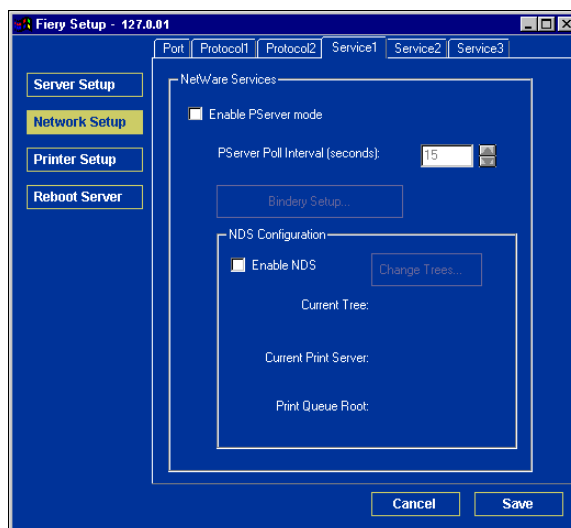 Fiery Setup - 127.0.01
Port Protocol1 Protocol2 Service1 Service2 Service3
Server Setup
Network Setup
Printer Setup
Reboot Server
NetWare Services
Enable PServer mode
PServer Poll Interval (seconds): 15
Bindery Setup...
NDS Configuration
Enable NDS Change Trees...
Current Tree:
Current Print Server:
Print Queue Root:
Cancel Save